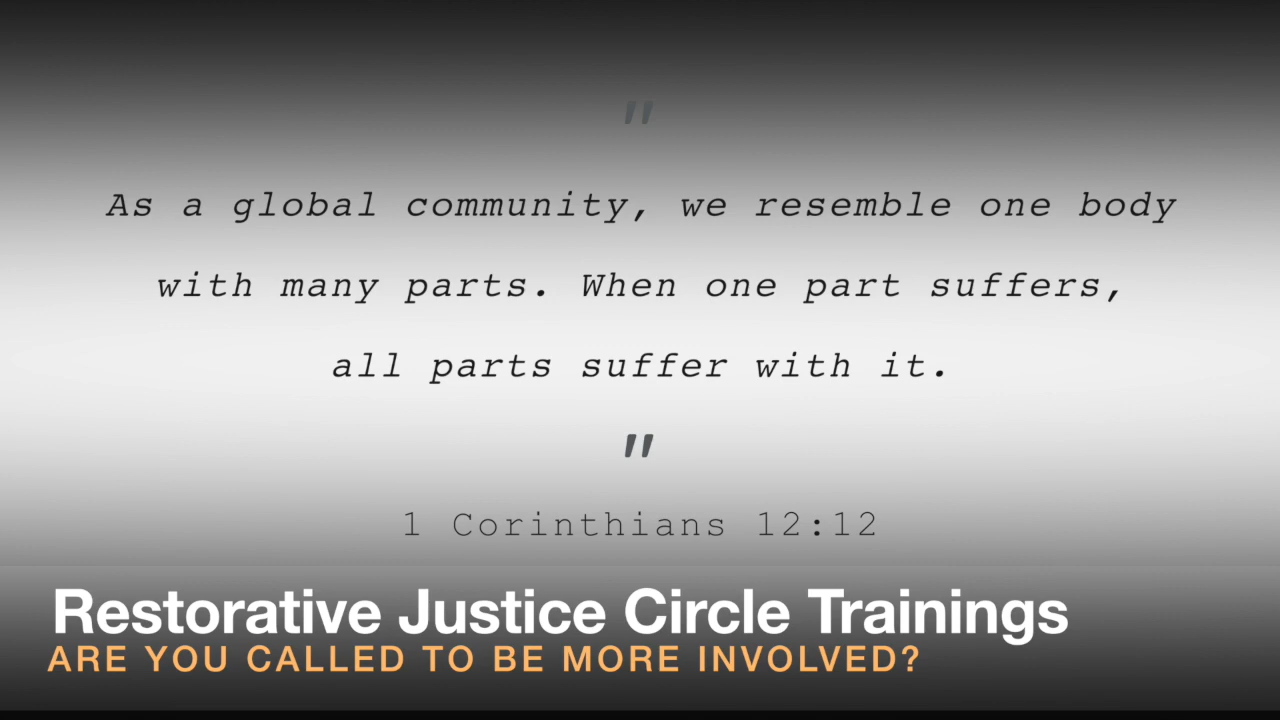 "
As a global community, we resemble one body
with many parts. When one part suffers,
all parts suffer with it.
"
1 Corinthians 12:12
Restorative Justice Circle Trainings
ARE YOU CALLED TO BE MORE INVOLVED?